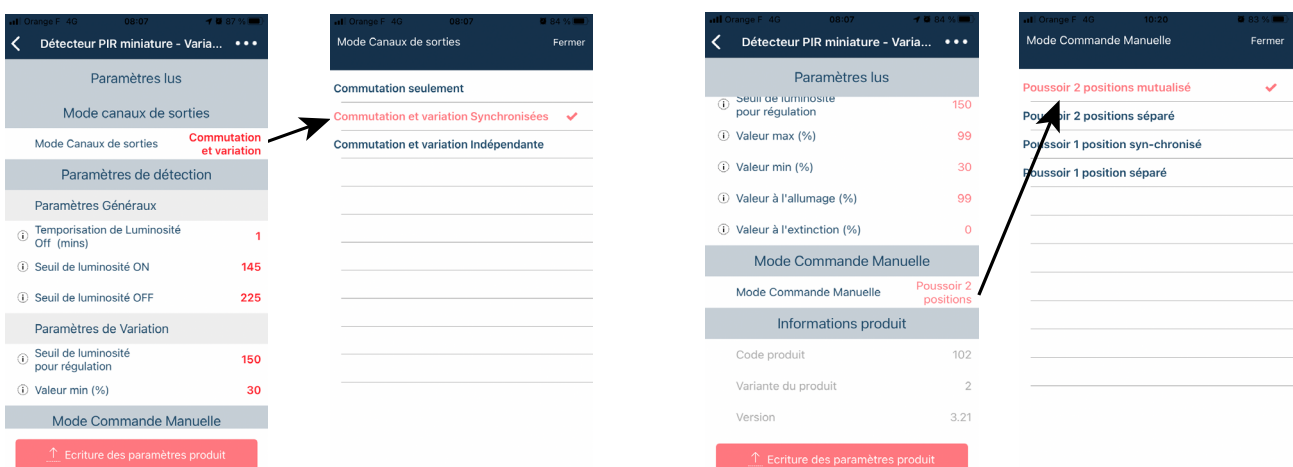 Orange F 4G 08:07 87 %
Détecteur PIR miniature - Varia... •••
Paramètres lus
Mode canaux de sorties
Mode Canaux de sorties Commutation
et variation
Paramètres de détection
Paramètres Généraux
Temporisation de Luminosité
Off (mins) 1
Seuil de luminosité ON 145
Seuil de luminosité OFF 225
Paramètres de Variation
Seuil de luminosité
pour régulation 150
Valeur min (%) 30
Mode Commande Manuelle
Ecriture des paramètres produit
Orange F 4G 08:07 84 %
Mode Canaux de sorties Fermer
Commutation seulement
Commutation et variation Synchronisées
Commutation et variation Indépendante
Orange F 4G 08:07 84 %
Détecteur PIR miniature - Varia... •••
Paramètres lus
Seuil de luminosité
pour régulation 150
Valeur max (%) 99
Valeur min (%) 30
Valeur à l'allumage (%) 99
Valeur à l'extinction (%) 0
Mode Commande Manuelle
Mode Commande Manuelle Poussoir 2
positions
Informations produit
Code produit 102
Variante du produit 2
Version 3.21
Ecriture des paramètres produit
Orange F 4G 10:20 83 %
Mode Commande Manuelle Fermer
Poussoir 2 positions mutualisé
Poussoir 2 positions séparé
Poussoir 1 position syn-chronisé
Poussoir 1 position séparé